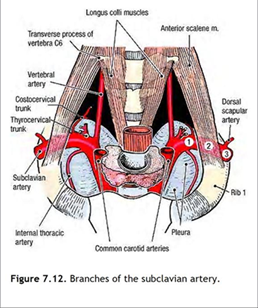 Longus colli muscles
Transverse process of
vertebra C6
Anterior scalene m.
Vertebral
artery
Costocervical
trunk
Thyrocervical
trunk
Dorsal
scapular
artery
1
2
3
Subclavian
artery
Rib 1
Internal thoracic
artery
Pleura
Common carotid arteries
Figure 7.12. Branches of the subclavian artery.